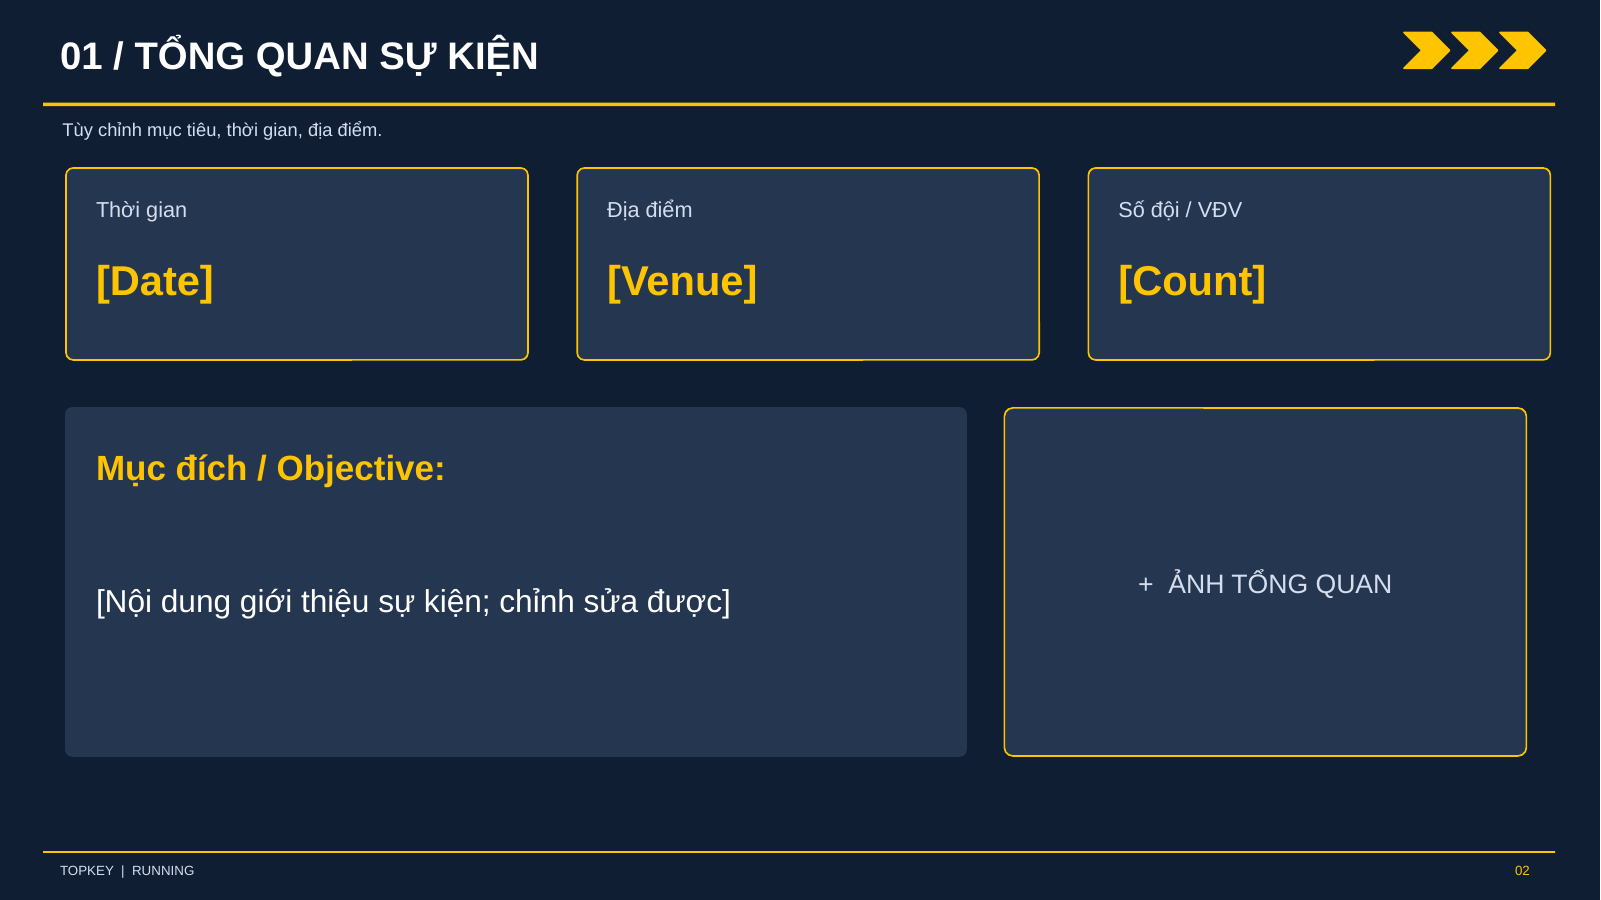 01 / TỔNG QUAN SỰ KIỆN
Tùy chỉnh mục tiêu, thời gian, địa điểm.
Thời gian
[Date]
Địa điểm
[Venue]
Số đội / VĐV
[Count]
Mục đích / Objective:
[Nội dung giới thiệu sự kiện; chỉnh sửa được]
+ ẢNH TỔNG QUAN
TOPKEY | RUNNING
02